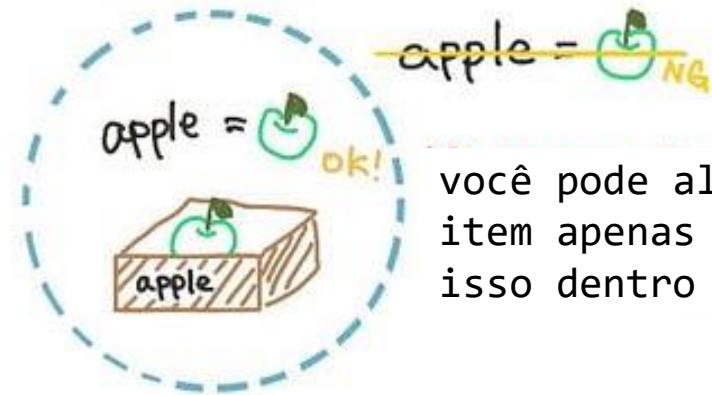 apple = NG
apple = ok!
você pode al
item apenas
isso dentro
apple